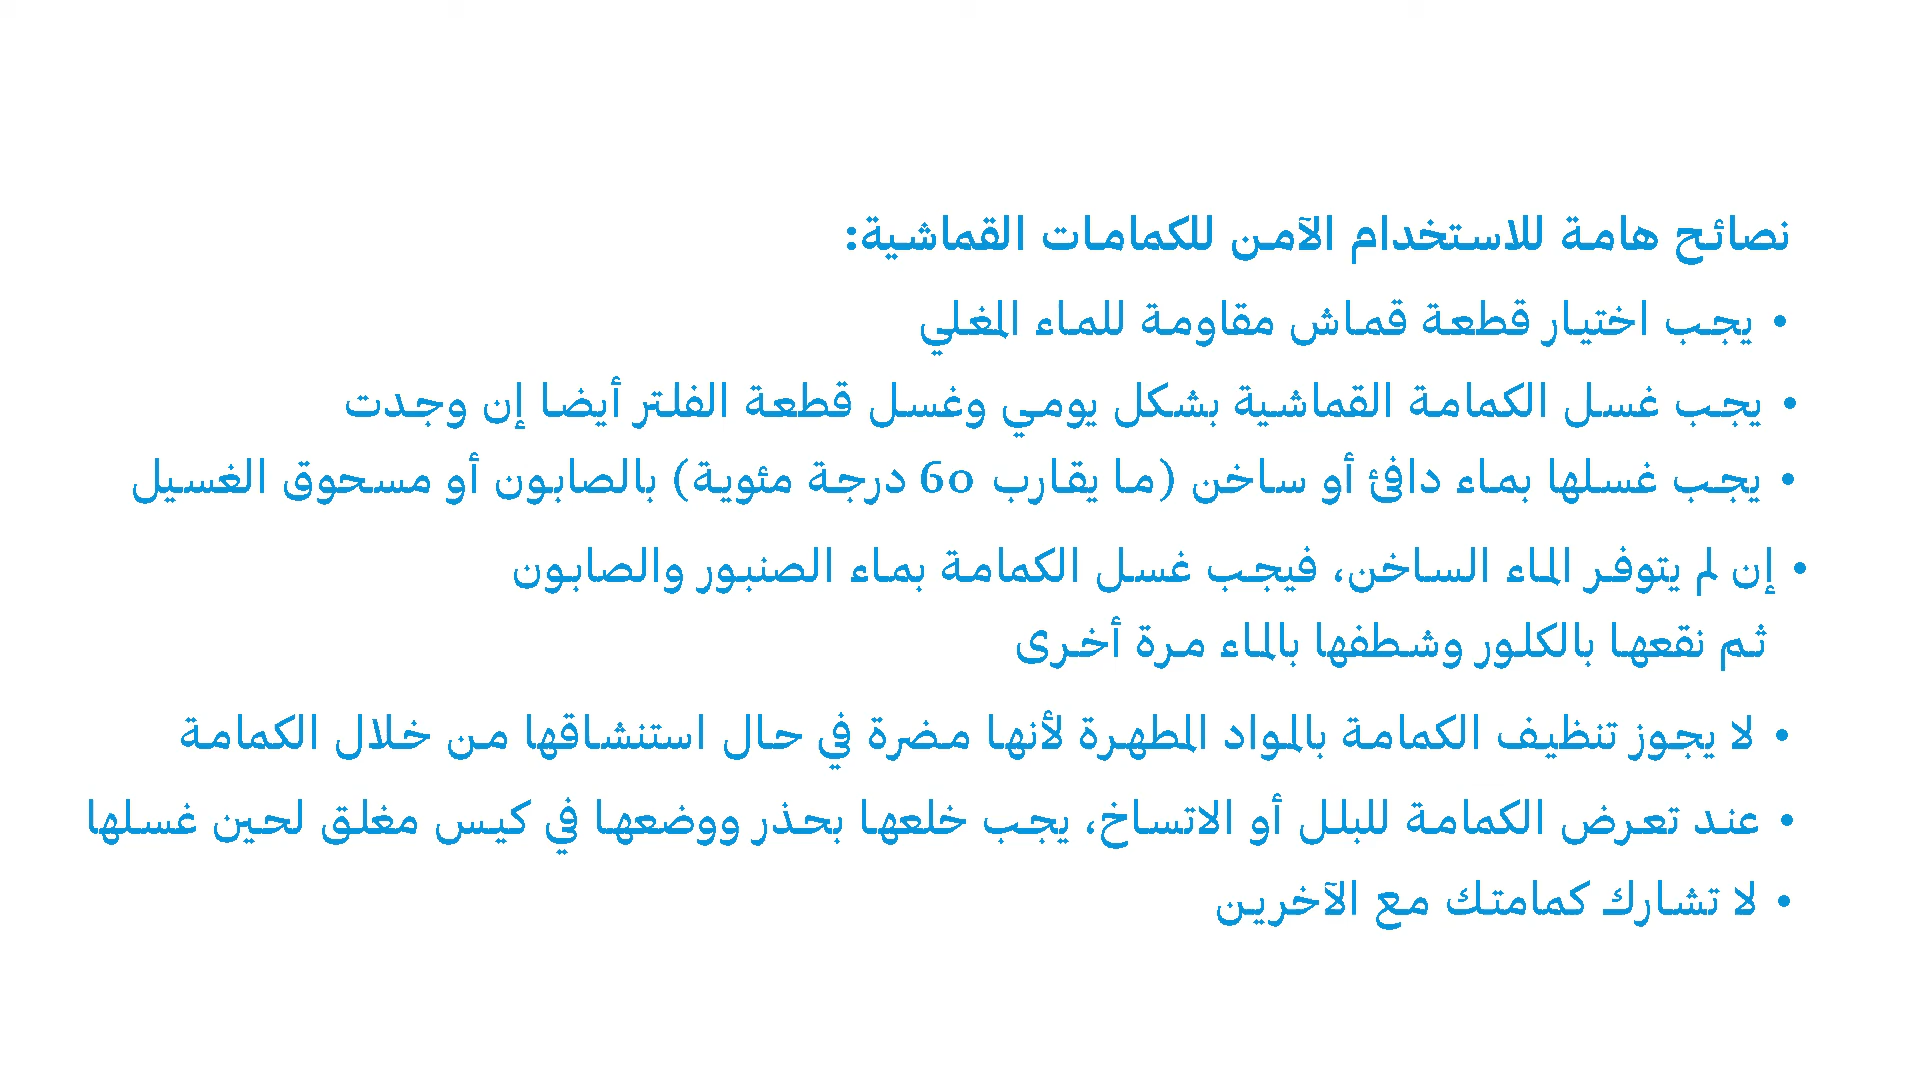 نصائح هامة للاستخدام الآمن للكمامات القماشية:
• يجب اختيار قطعة قماش مقاومة للماء المغلي
• يجب غسل الكمامة القماشية بشكل يومي وغسل قطعة الفلتر أيضا إن وجدت
• يجب غسلها بماء دافئ أو ساخن (ما يقارب 60 درجة مئوية) بالصابون أو مسحوق الغسيل
• إن لم يتوفر الماء الساخن، فيجب غسل الكمامة بماء الصنبور والصابون
ثم نقعها بالكلور وشطفها بالماء مرة أخرى
• لا يجوز تنظيف الكمامة بالمواد المطهرة لأنها مضرة في حال استنشاقها من خلال الكمامة
• عند تعرض الكمامة للبلل أو الاتساخ، يجب خلعها بحذر ووضعها في كيس مغلق لحين غسلها
• لا تشارك كمامتك مع الآخرين